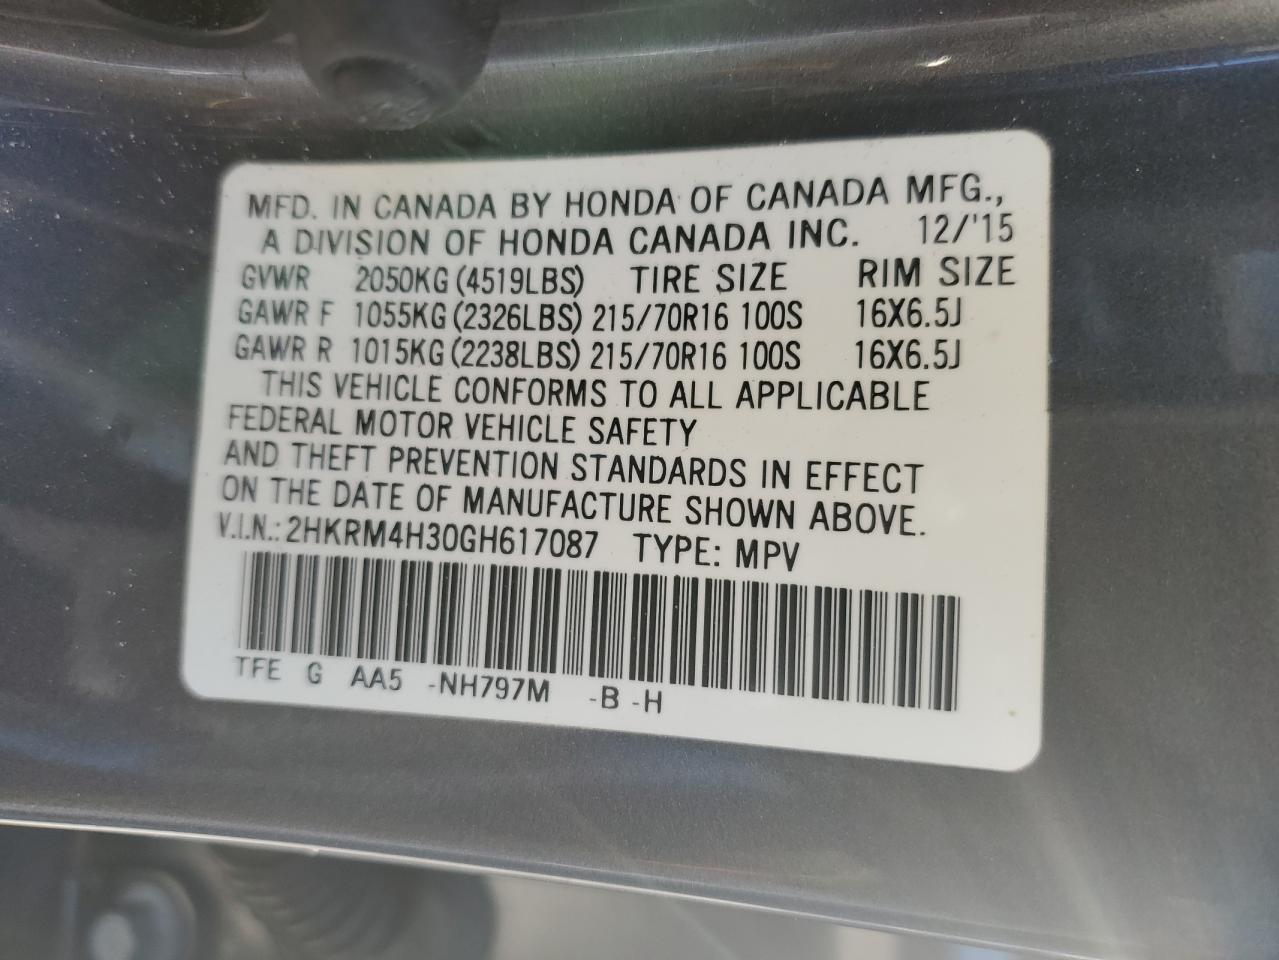 MFD. IN CANADA BY HONDA OF CANADA MFG.,
A DIVISION OF HONDA CANADA INC. 12/'15
GVWR 2050KG (4519LBS) TIRE SIZE RIM SIZE
GAWR F 1055KG (2326LBS) 215/70R16 100S 16X6.5J
GAWR R 1015KG (2238LBS) 215/70R16 100S 16X6.5J
THIS VEHICLE CONFORMS TO ALL APPLICABLE
FEDERAL MOTOR VEHICLE SAFETY
AND THEFT PREVENTION STANDARDS IN EFFECT
ON THE DATE OF MANUFACTURE SHOWN ABOVE.
V.I.N.: 2HKRM4H30GH617087 TYPE: MPV
TFE G AA5 -NH797M -B -H